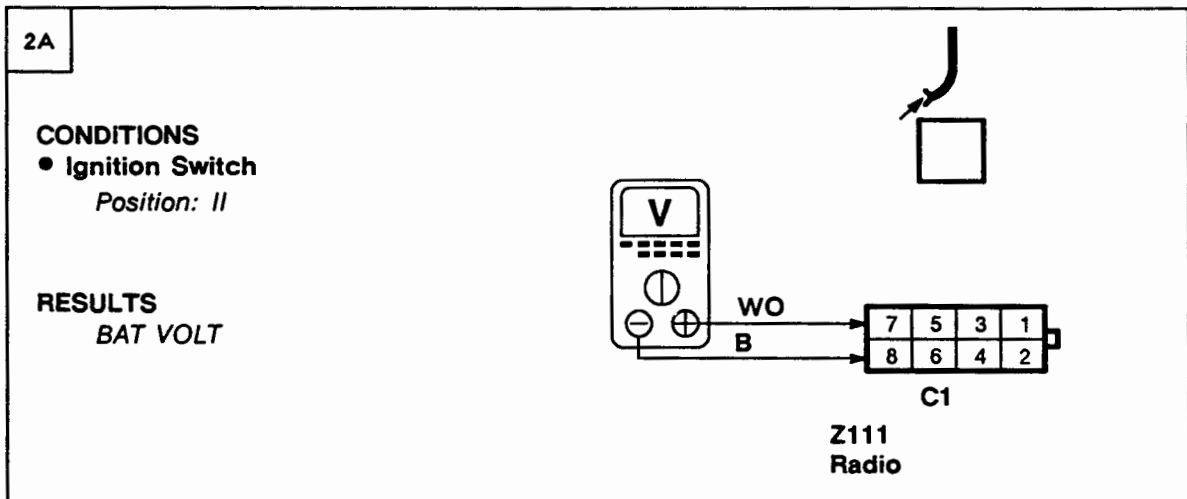 2A
CONDITIONS
● Ignition Switch
Position: II
RESULTS
BAT VOLT
V
− +
WO
B
7 5 3 1
8 6 4 2
C1
Z111
Radio